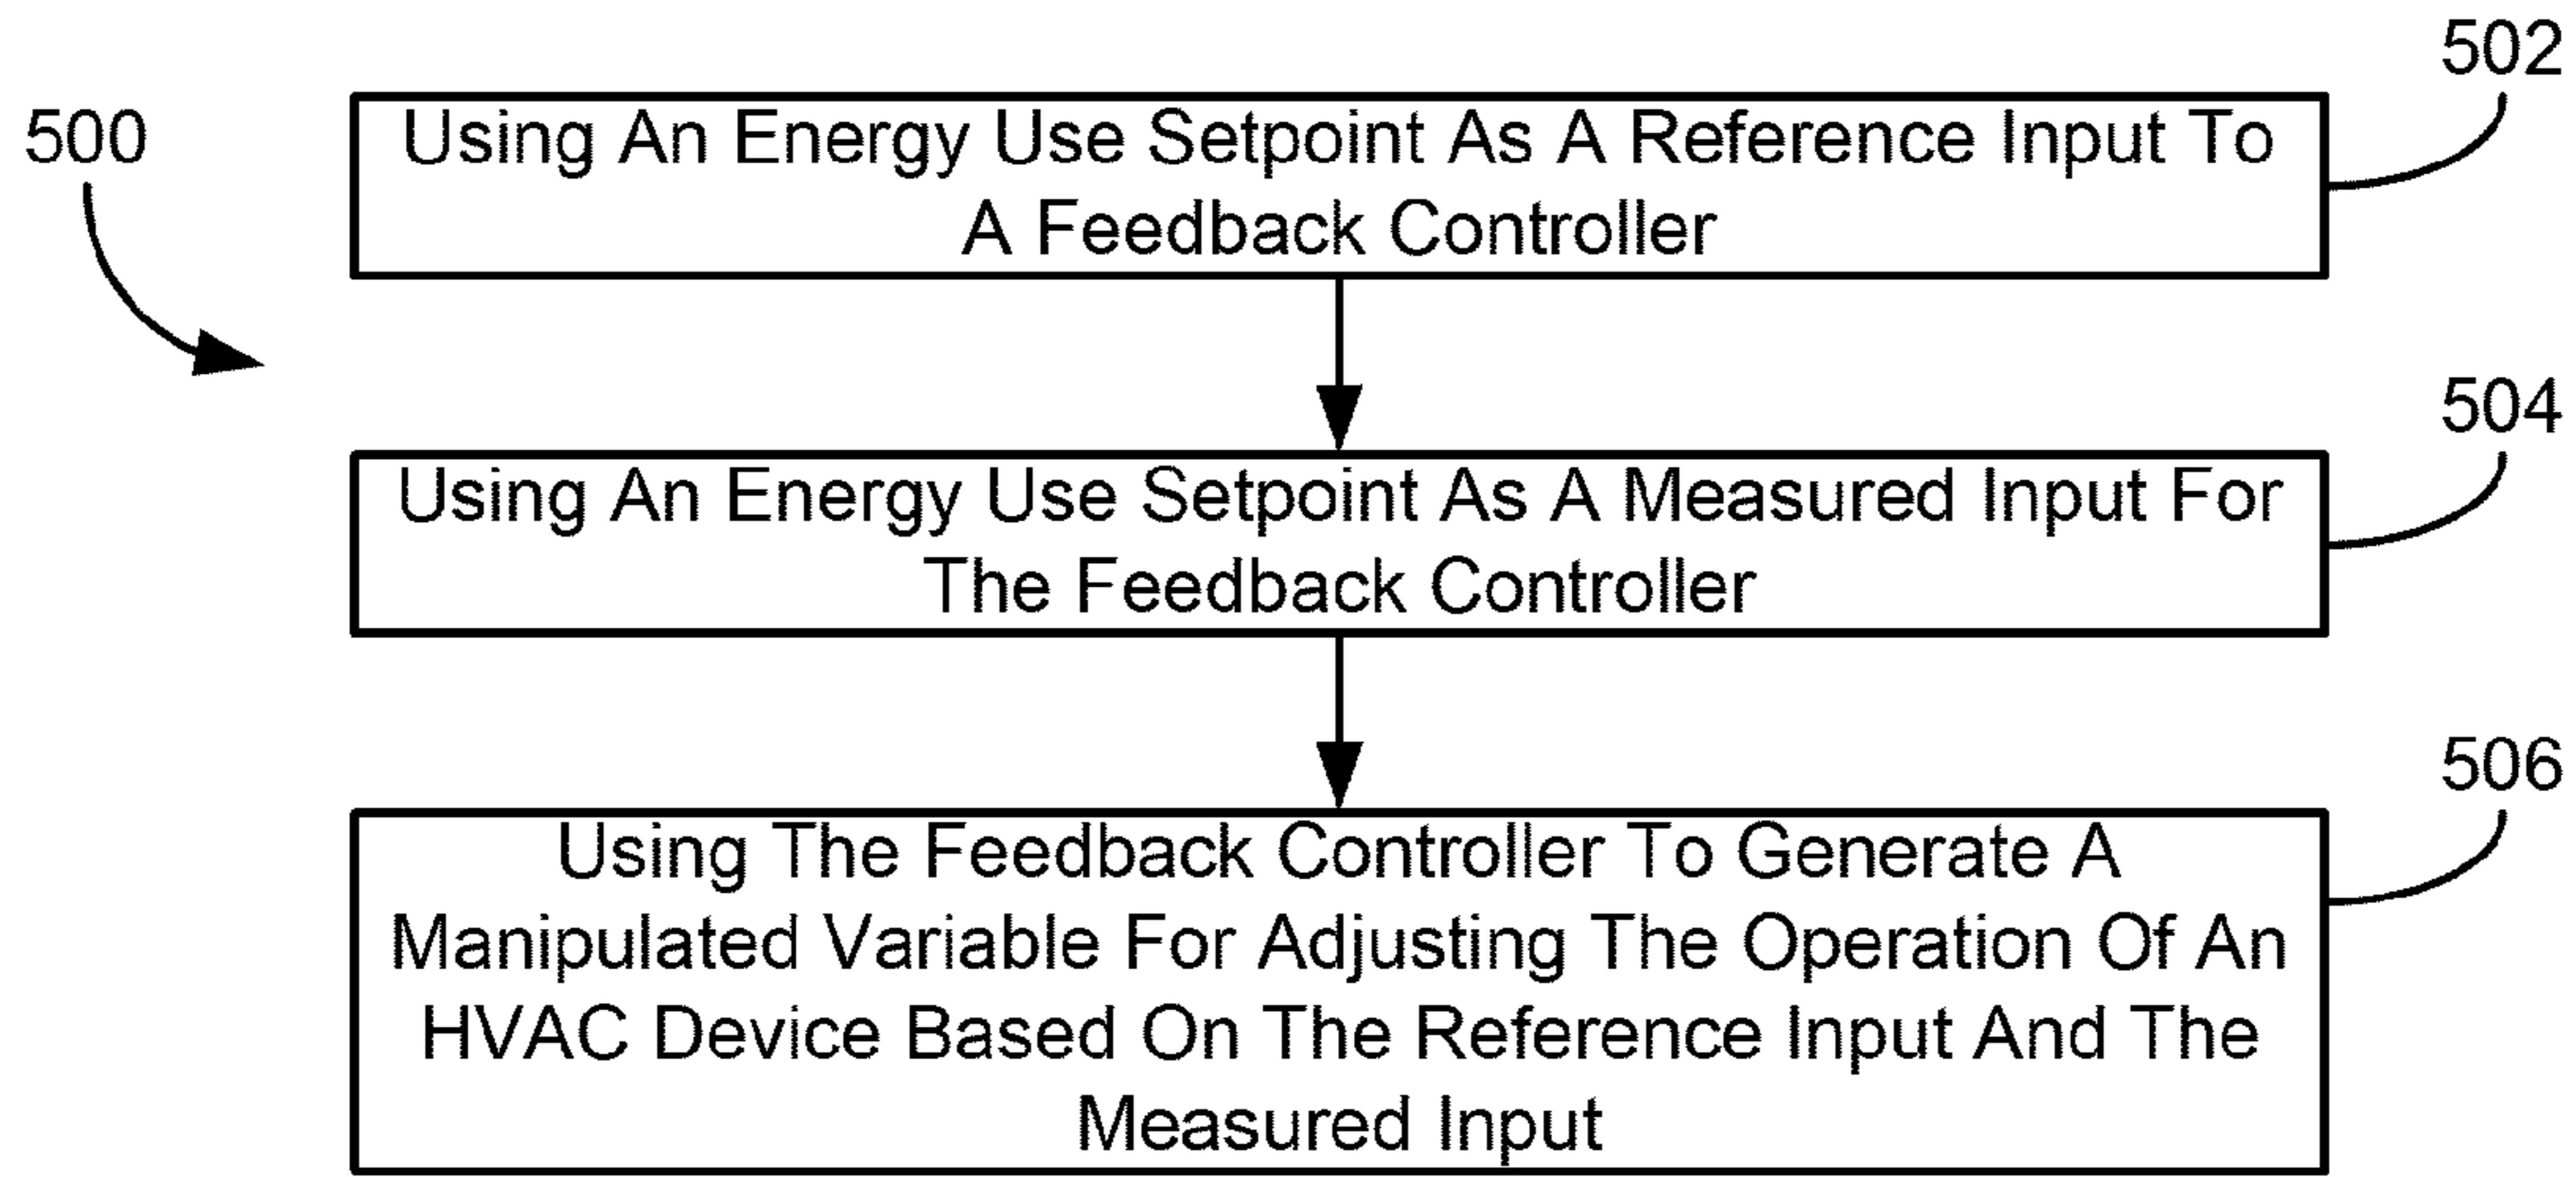 502
500
Using An Energy Use Setpoint As A Reference Input To
A Feedback Controller
504
Using An Energy Use Setpoint As A Measured Input For
The Feedback Controller
506
Using The Feedback Controller To Generate A
Manipulated Variable For Adjusting The Operation Of An
HVAC Device Based On The Reference Input And The
Measured Input